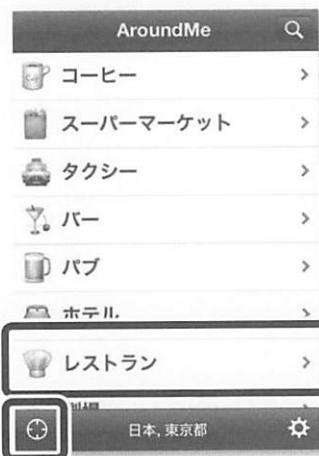 AroundMe
コーヒー
スーパーマーケット
タクシー
バー
パブ
ホテル
レストラン
日本, 東京都